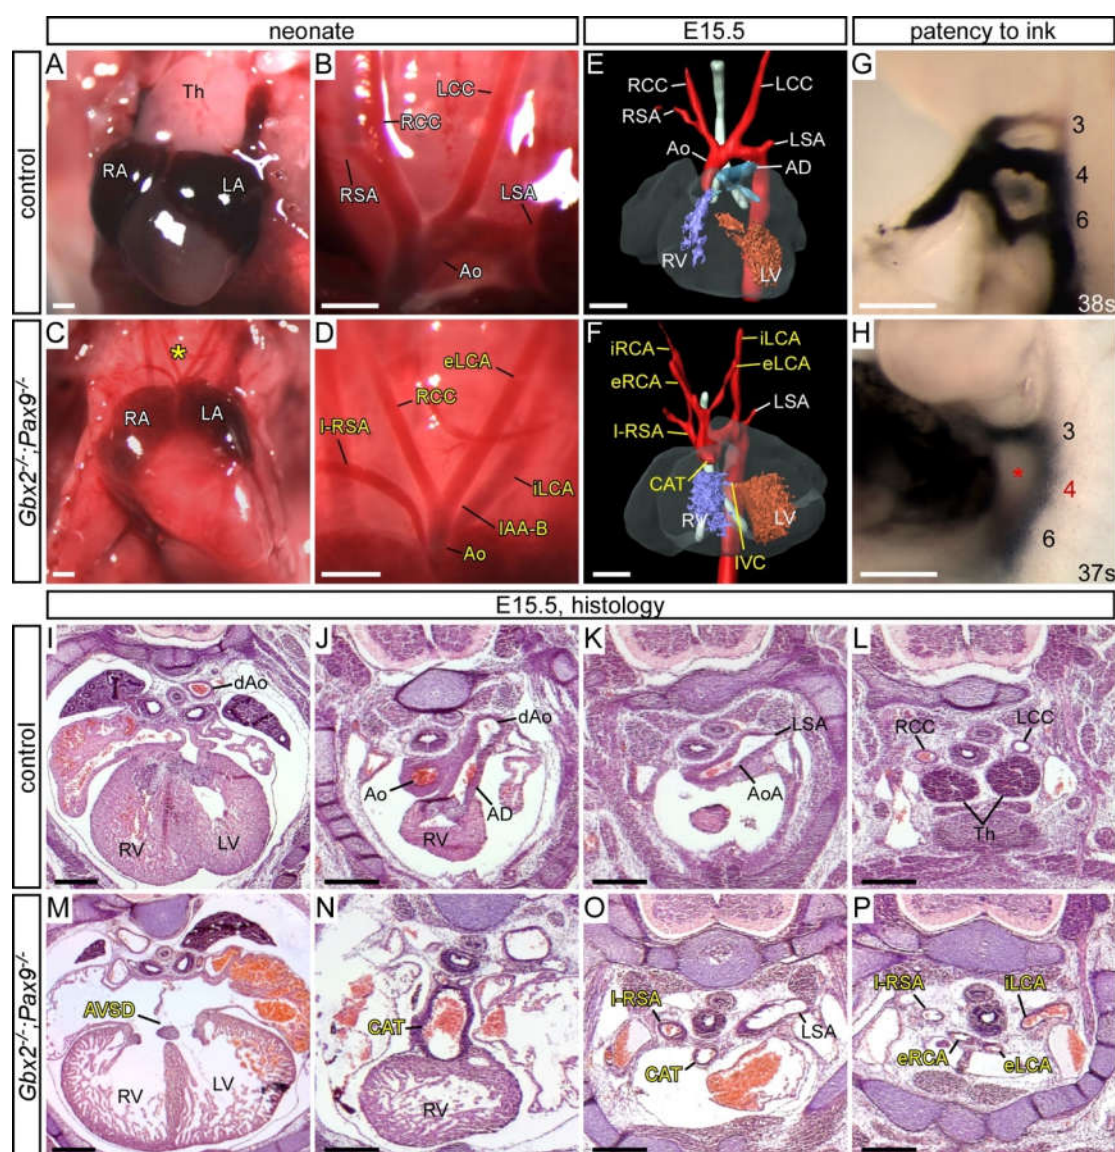 neonate
E15.5
patency to ink
control
A
Th
RA
LA
B
LCC
RCC
RSA
LSA
Ao
E
RCC
LCC
RSA
LSA
Ao
AD
RV
LV
G
3
4
6
38s
Gbx2-/-;Pax9-/-
C
*
RA
LA
D
eLCA
RCC
I-RSA
iLCA
IAA-B
Ao
F
iRCA
iLCA
eRCA
eLCA
LSA
I-RSA
CAT
RV
LV
IVC
H
3
*
4
6
37s
E15.5, histology
control
I
dAo
RV
LV
J
dAo
Ao
AD
RV
K
LSA
AoA
L
RCC
LCC
Th
Gbx2-/-;Pax9-/-
M
AVSD
RV
LV
N
CAT
RV
O
I-RSA
LSA
CAT
P
I-RSA
iLCA
eRCA
eLCA